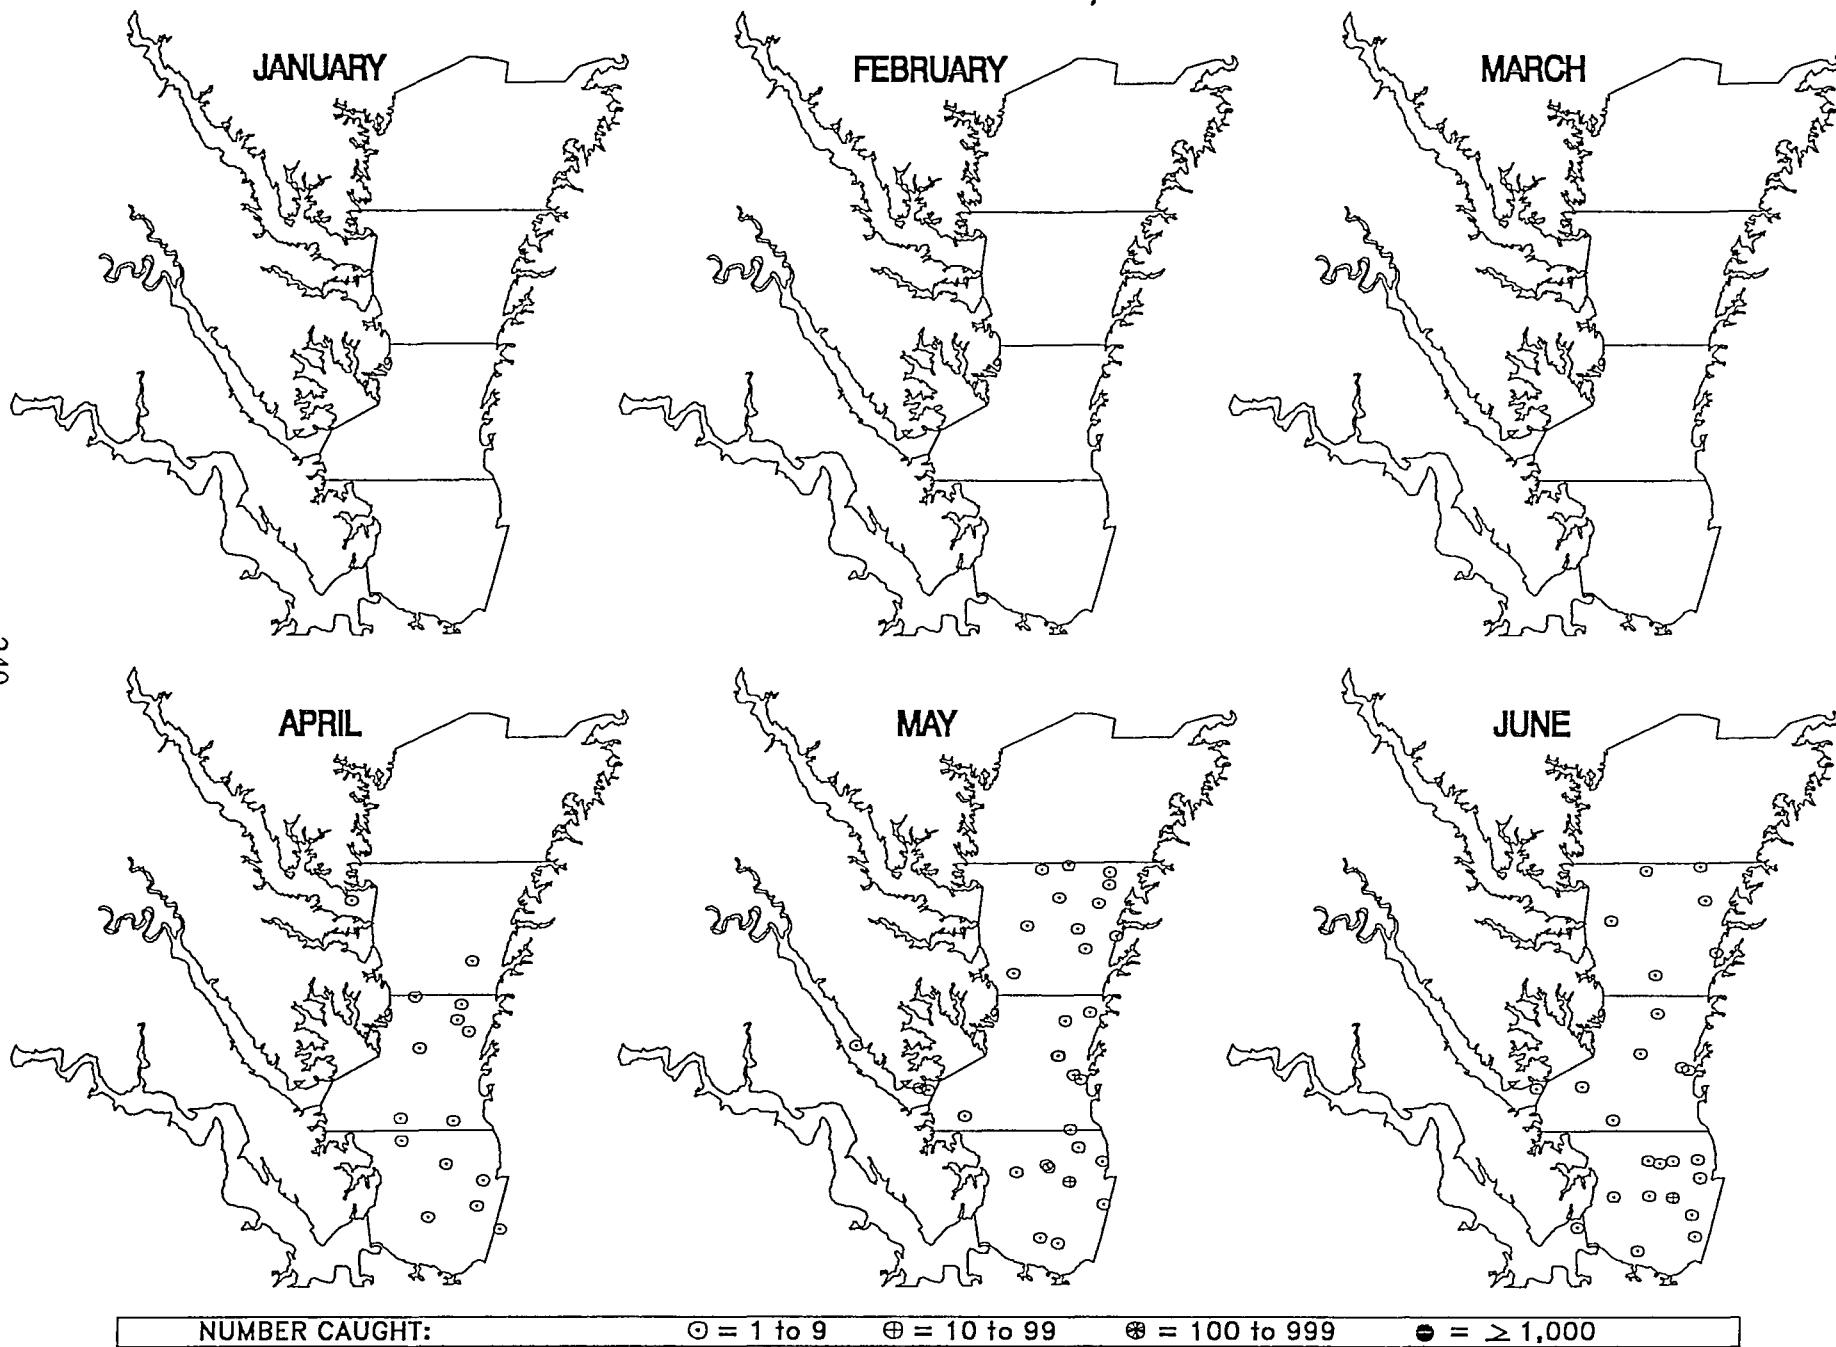 JANUARY FEBRUARY MARCH
APRIL MAY JUNE
NUMBER CAUGHT: ⊙ = 1 to 9 ⊕ = 10 to 99 = 100 to 999 ● = ≥ 1,000